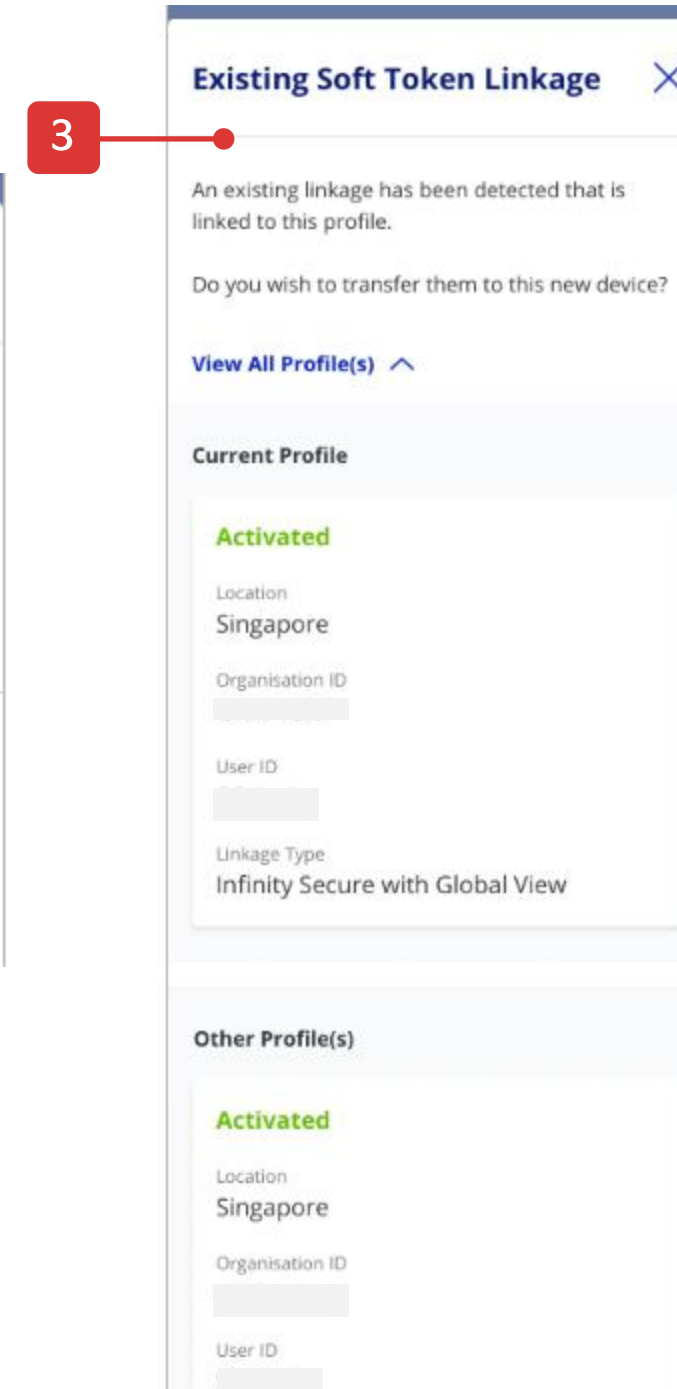 Existing Soft Token Linkage
3
An existing linkage has been detected that is
linked to this profile.
Do you wish to transfer them to this new device?
View All Profile(s)
Current Profile
Activated
Location
Singapore
Organisation ID
User ID
Linkage Type
Infinity Secure with Global View
Other Profile(s)
Activated
Location
Singapore
Organisation ID
User ID